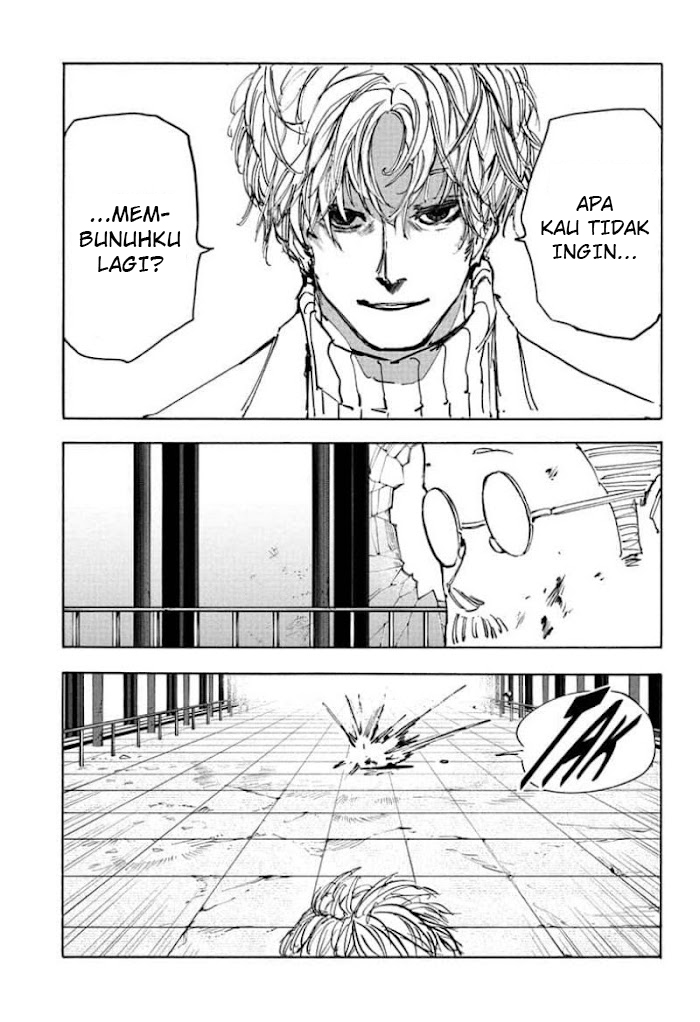 APA
KAU TIDAK
INGIN...
...MEM-
BUNUHKU
LAGI?
TAK